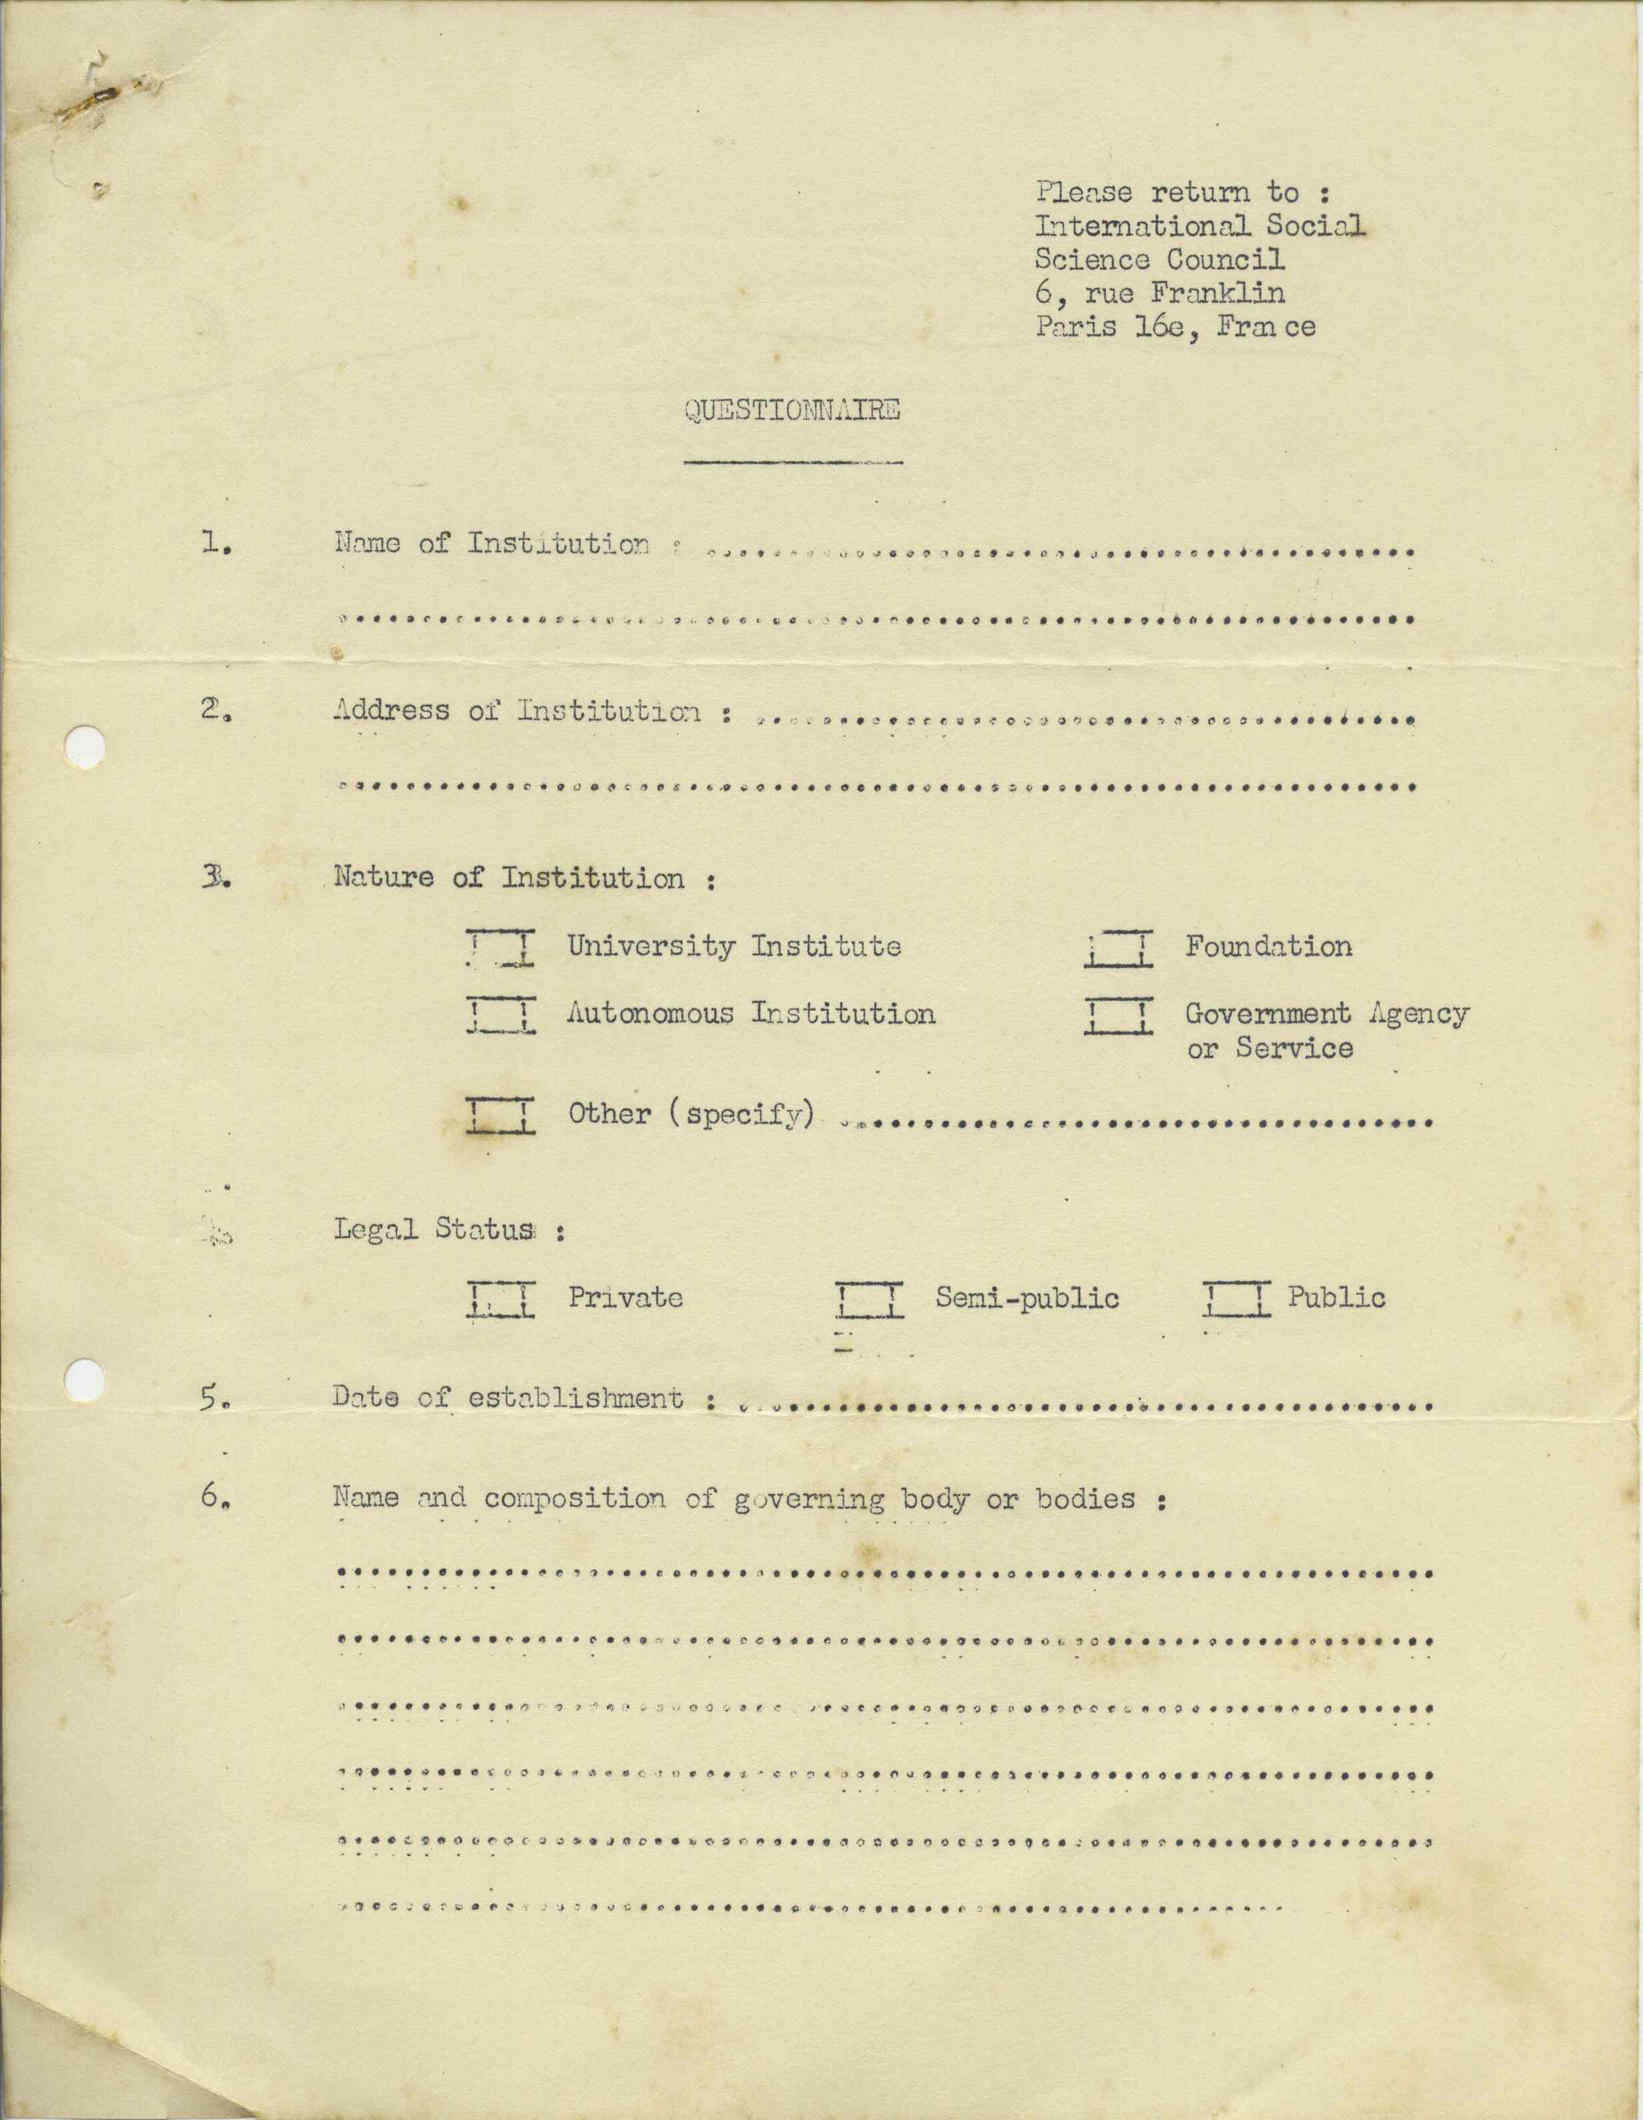 Please return to :
International Social
Science Council
6, rue Franklin
Paris 16e, France
QUESTIONNAIRE
1. Name of Institution : ..........................................
................................................................
2. Address of Institution : .......................................
................................................................
3. Nature of Institution :
University Institute Foundation
Autonomous Institution Government Agency
or Service
Other (specify) ...................................
Legal Status :
Private Semi-public Public
5. Date of establishment : .........................................
6. Name and composition of governing body or bodies :
.................................................................
.................................................................
.................................................................
.................................................................
.................................................................
........................................................